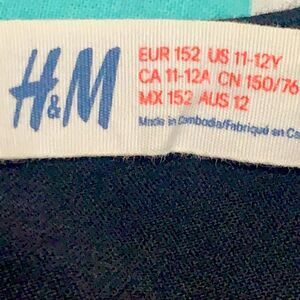 H&M
EUR 152 US 11-12Y
CA 11-12A CN 150/76
MX 152 AUS 12
Made in Cambodia/Fabriqué en